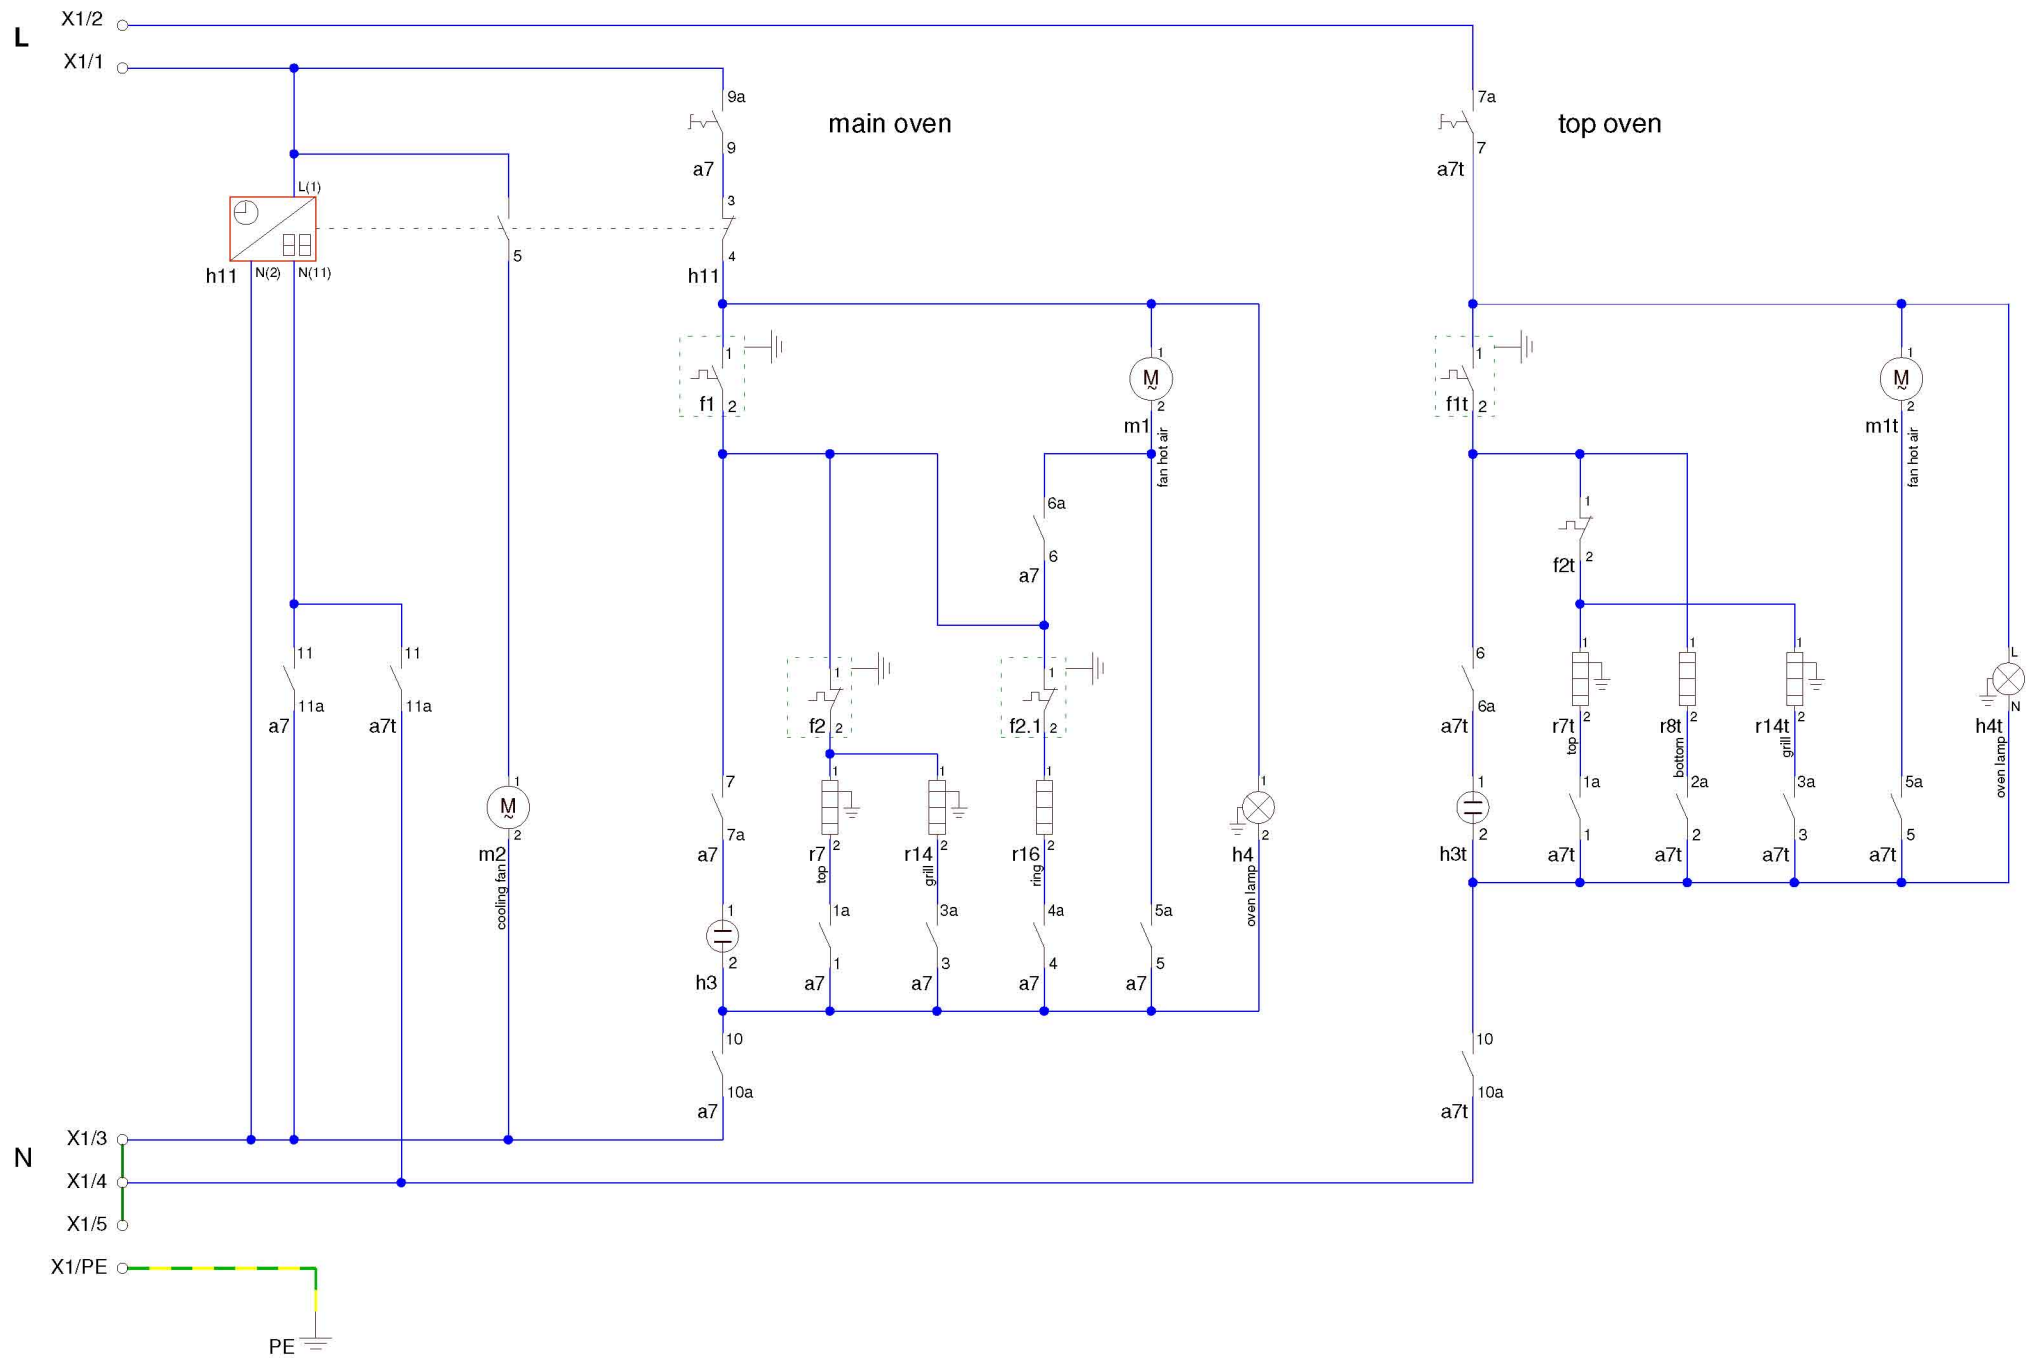 X1/2
L
X1/1
9a
7a
main oven
top oven
9
7
a7
a7t
L(1)
3
5
4
h11
N(2)
N(11)
h11
1
1
1
1
M
~
M
~
f1
2
2
f1t
2
2
m1
m1t
fan hot air
fan hot air
6a
1
6
2
f2t
a7
11
11
6
1
1
1
L
1
1
11a
11a
6a
2
2
2
N
a7
a7t
f2
2
f2.1
2
a7t
r7t
r8t
r14t
h4t
top
bottom
grill
oven lamp
1
7
1
1
1
1
1
1a
2a
3a
5a
M
~
2
7a
2
2
2
2
2
1
2
3
5
m2
a7
r7
r14
r16
h4
h3t
a7t
a7t
a7t
a7t
cooling fan
top
grill
ring
oven lamp
1
1a
3a
4a
5a
2
1
3
4
5
h3
a7
a7
a7
a7
10
10
10a
10a
a7
a7t
X1/3
N
X1/4
X1/5
X1/PE
PE